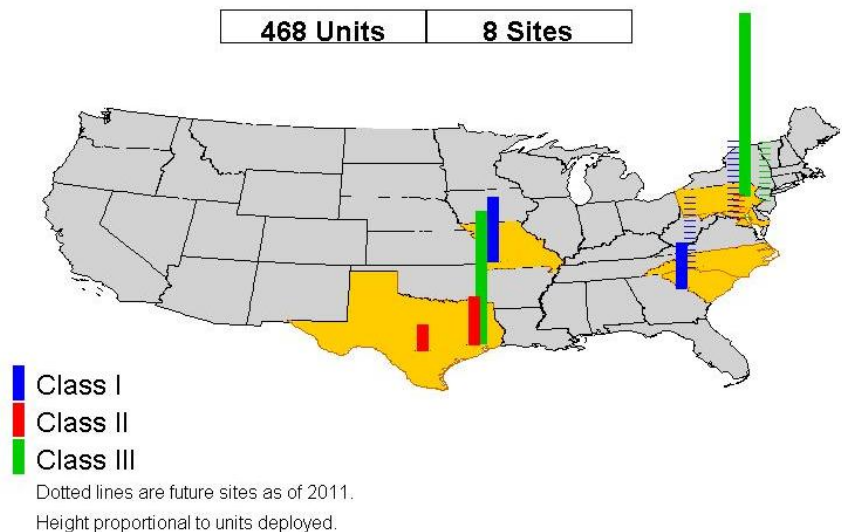 468 Units 8 Sites
Class I
Class II
Class III
Dotted lines are future sites as of 2011.
Height proportional to units deployed.